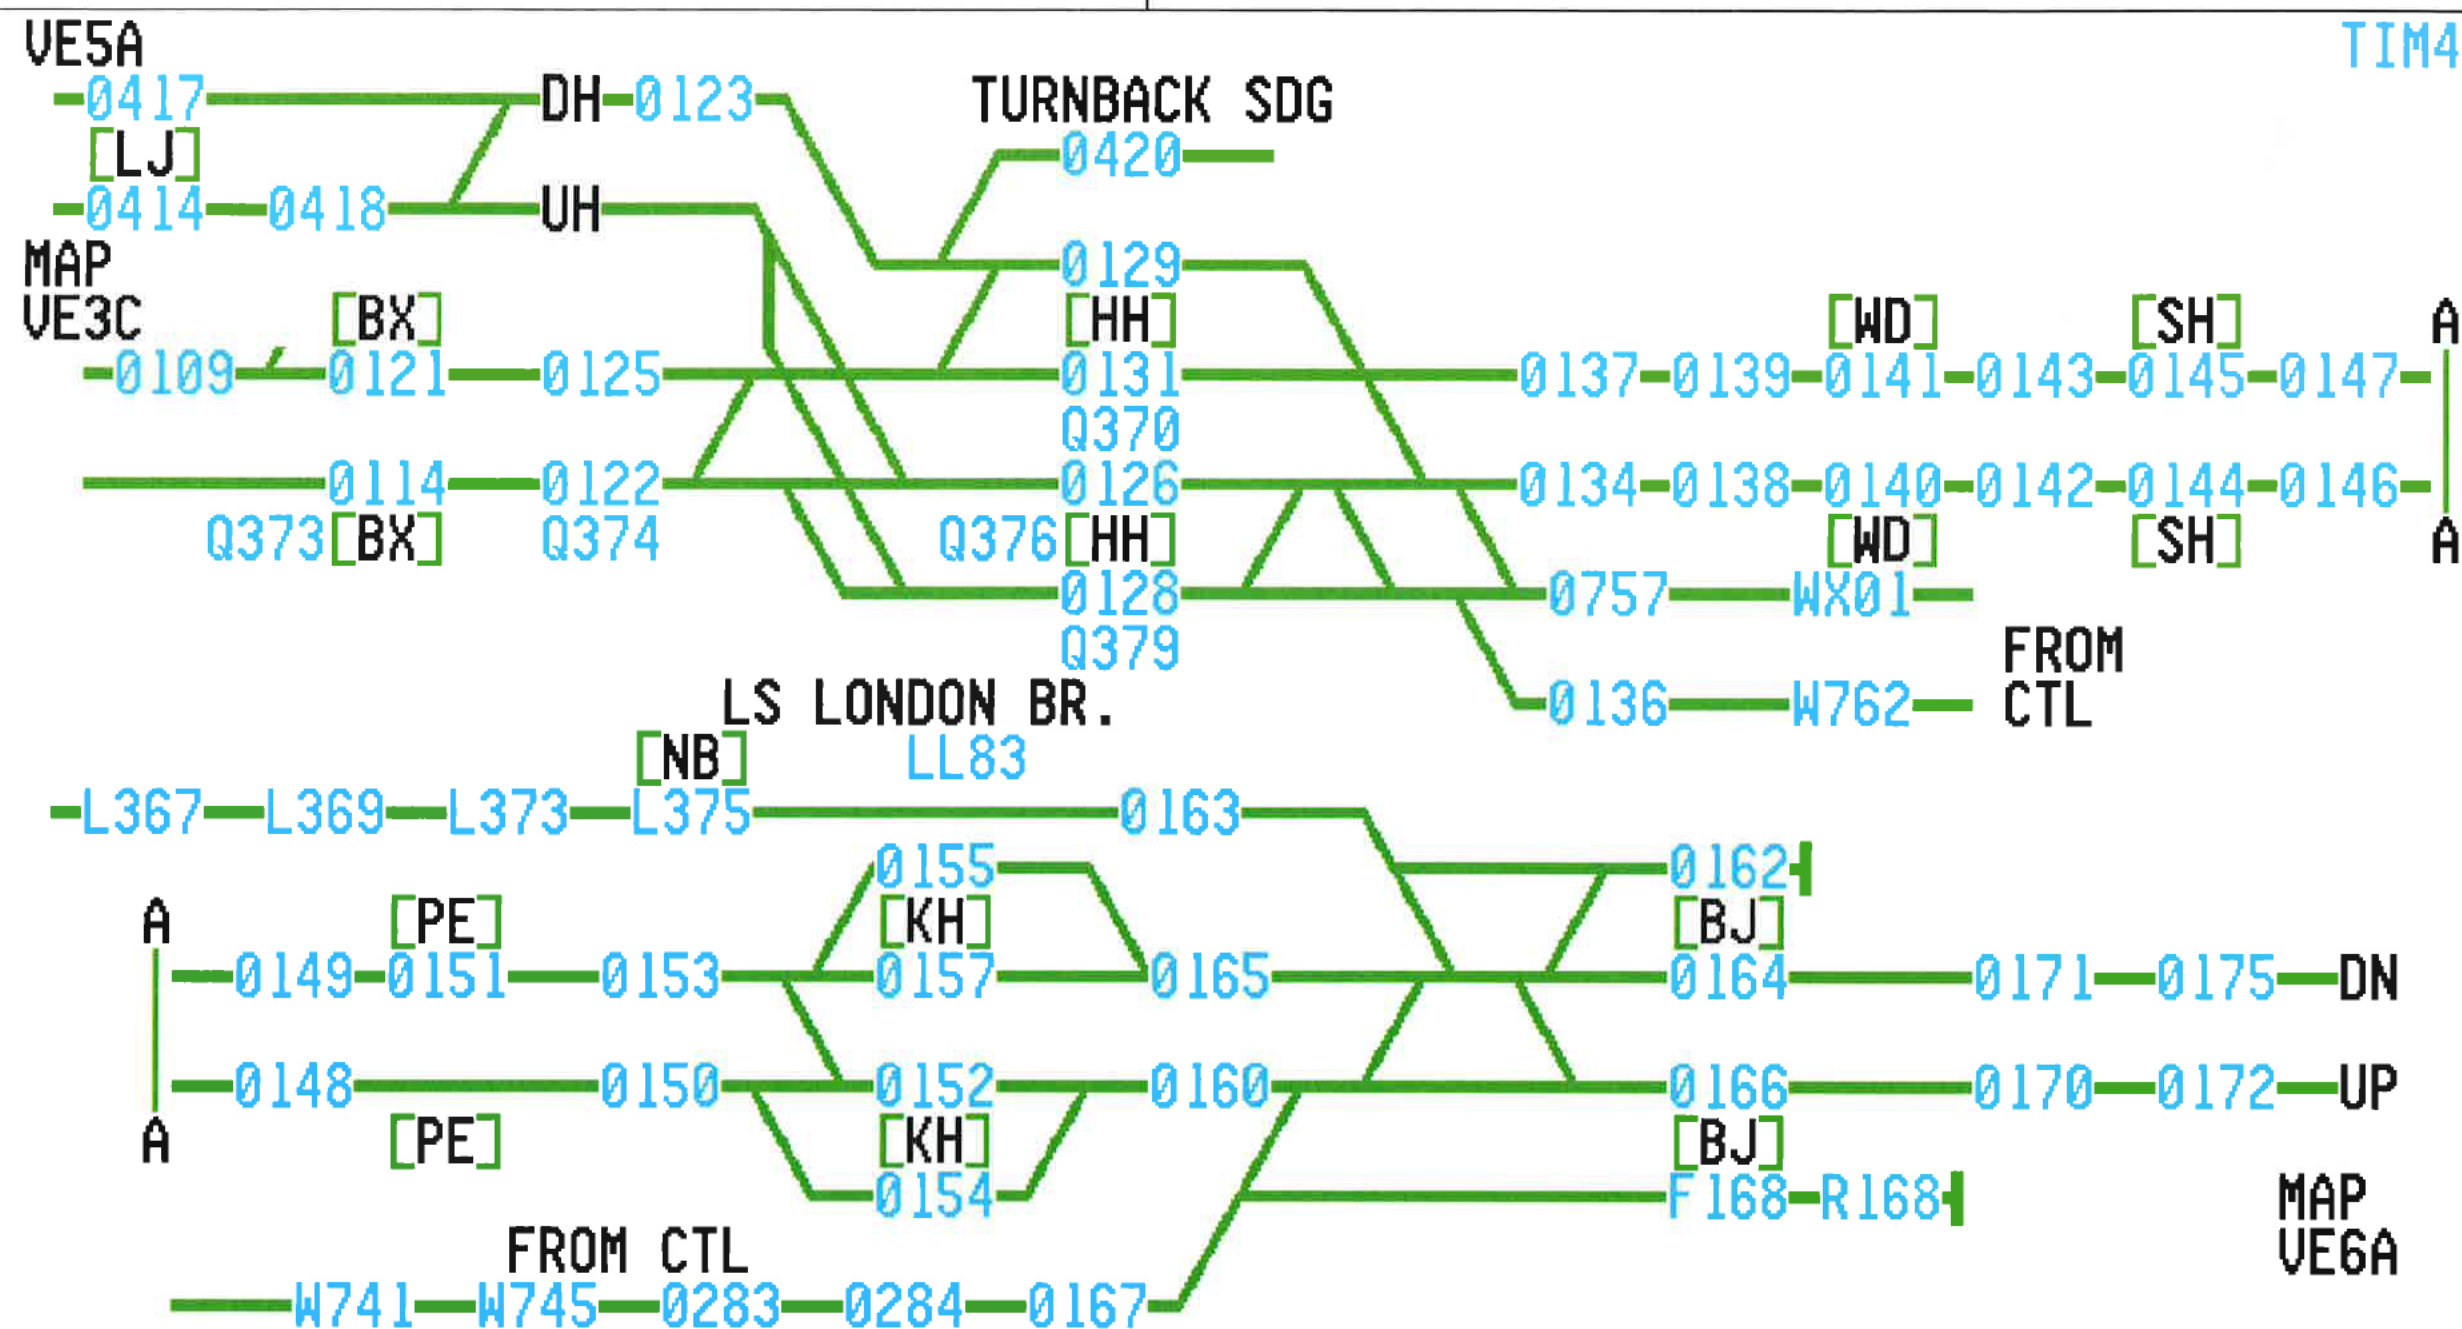 VE5A TIM4
0417 DH 0123 TURNBACK SDG
[LJ] 0420
0414 0418 UH
MAP 0129
VE3C [BX] [HH] [WD] [SH] A
0109 0121 0125 0131 0137 0139 0141 0143 0145 0147
Q370
0114 0122 0126 0134 0138 0140 0142 0144 0146
Q373 [BX] Q374 Q376 [HH] [WD] [SH] A
0128 0757 WX01
Q379 FROM
LS LONDON BR. 0136 W762 CTL
[NB] LL83
L367 L369 L373 L375 0163
0155 0162
A [PE] [KH] [BJ]
0149 0151 0153 0157 0165 0164 0171 0175 DN
0148 0150 0152 0160 0166 0170 0172 UP
A [PE] [KH] [BJ]
0154 F168 R168 MAP
FROM CTL VE6A
W741 W745 0283 0284 0167